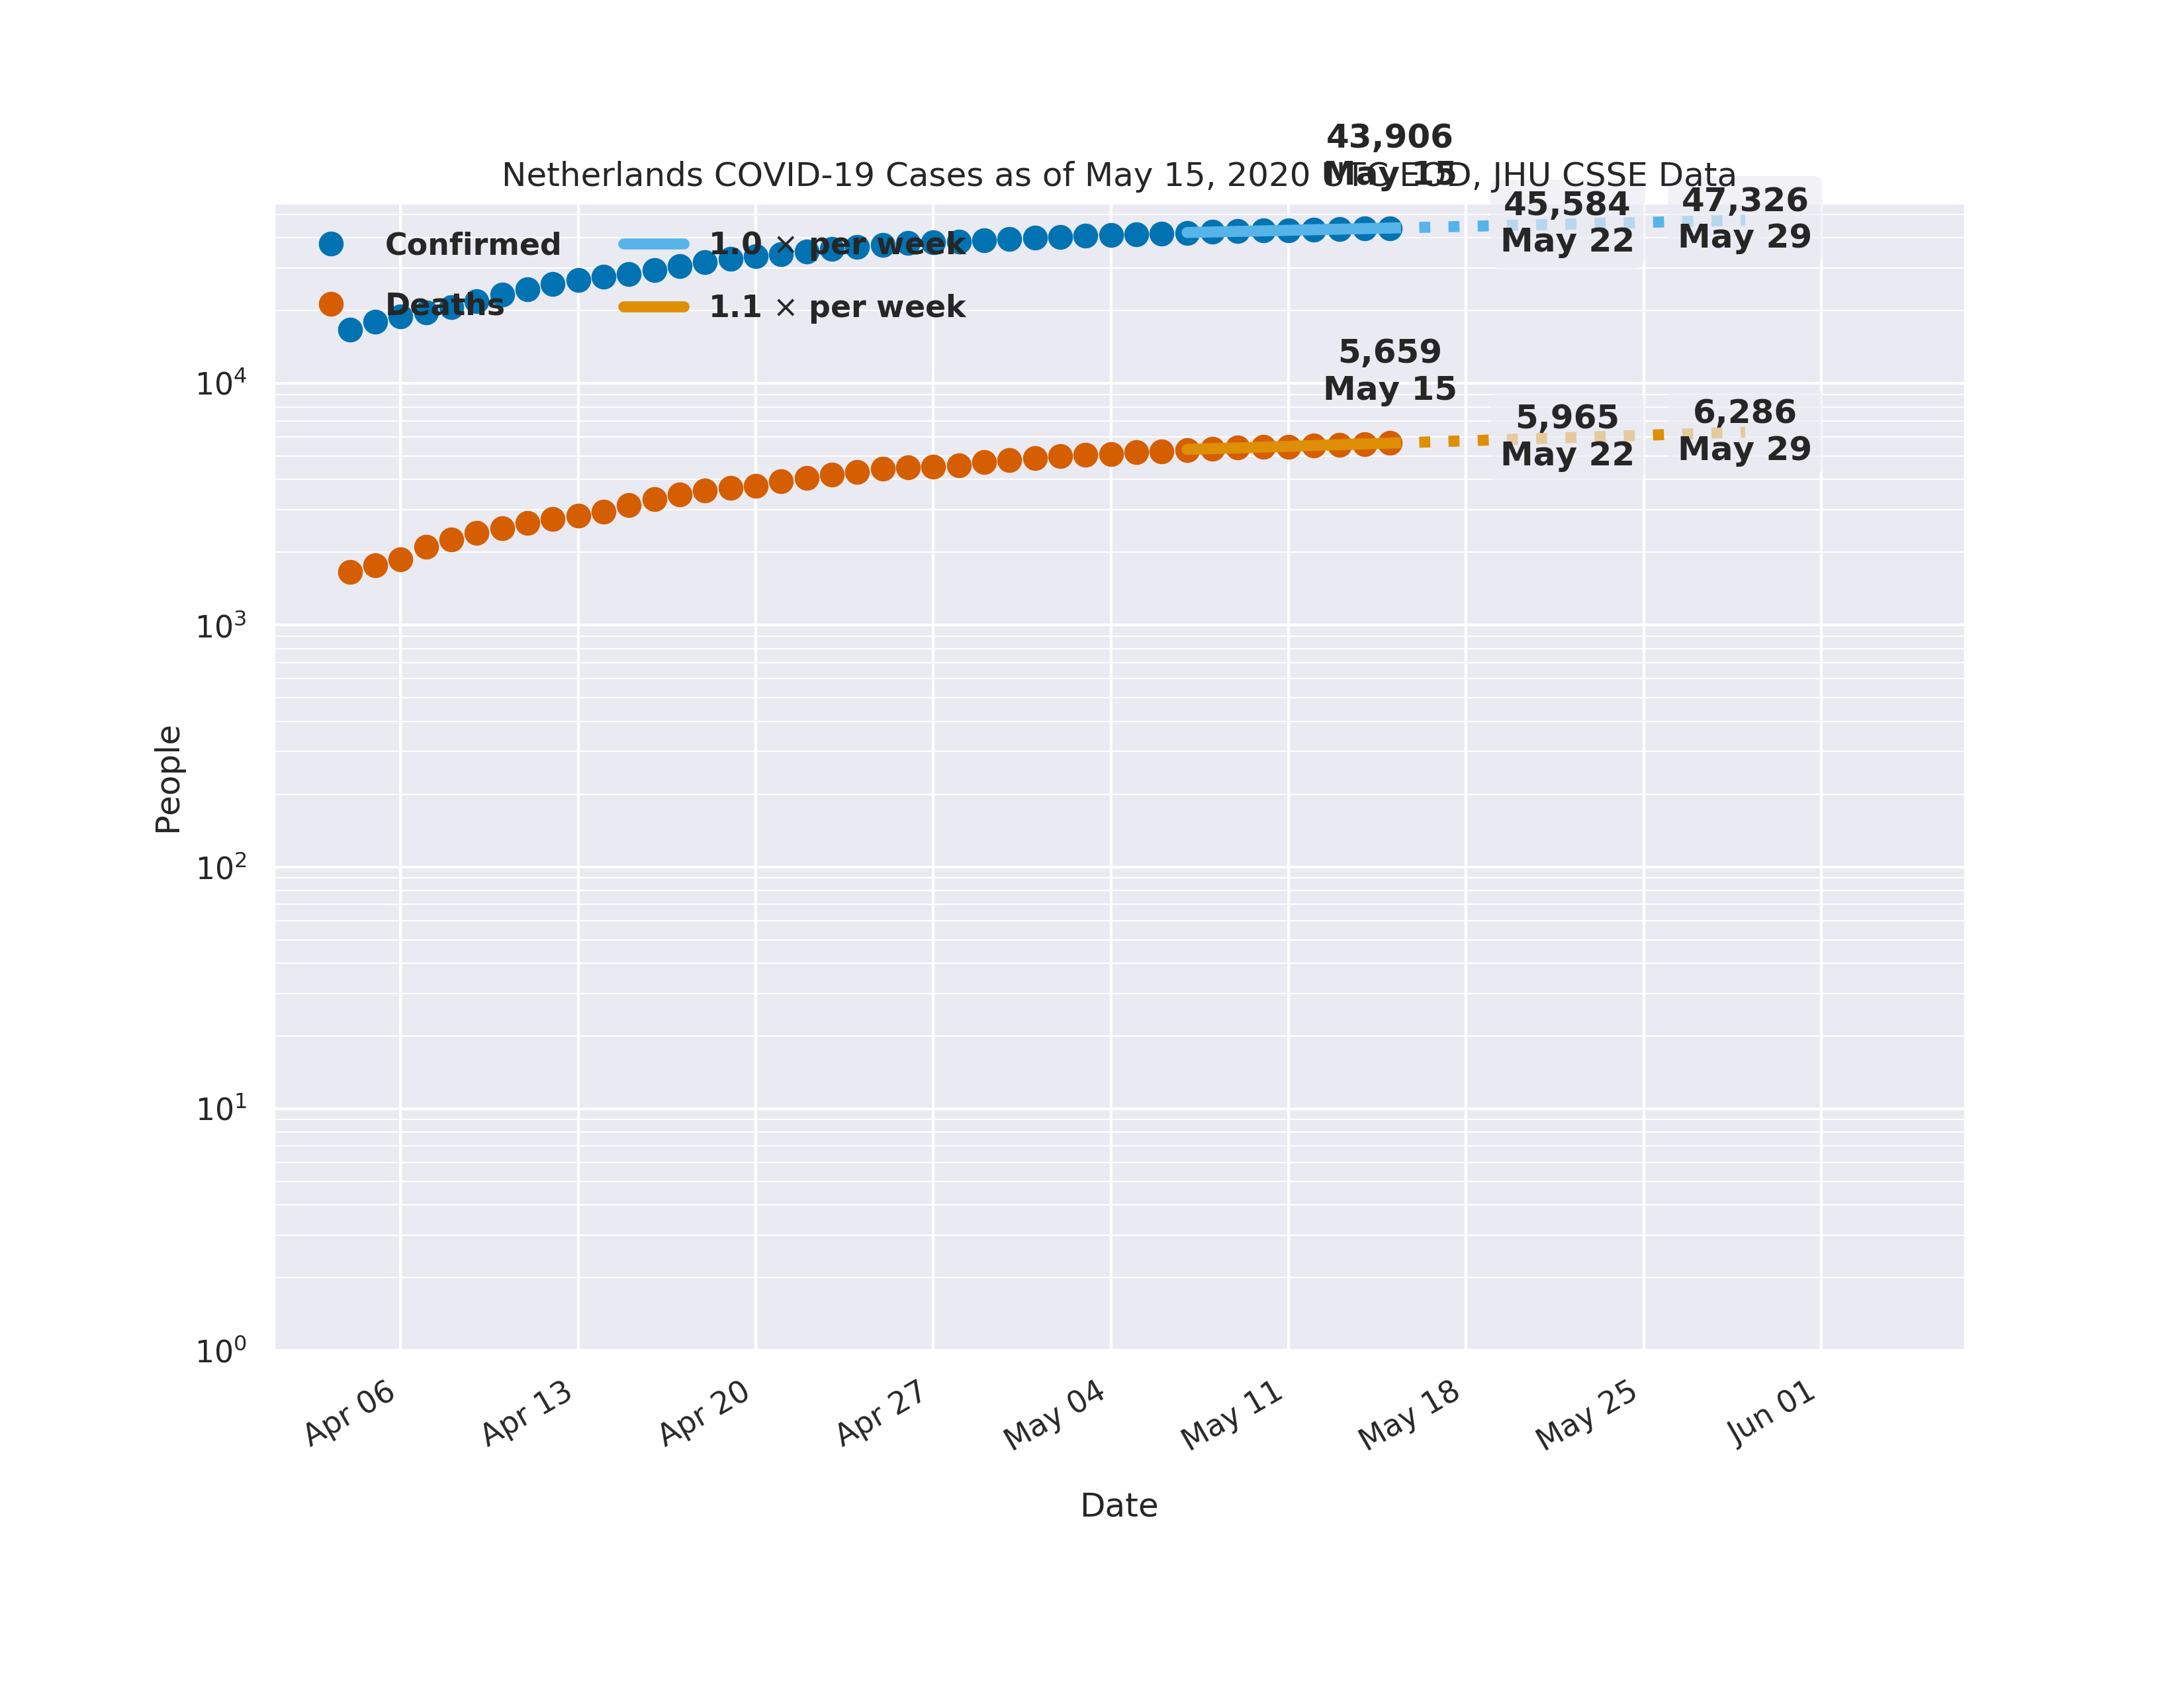 43,906
May 15
Netherlands COVID-19 Cases as of May 15, 2020 UTC EOD, JHU CSSE Data
45,584
May 22
47,326
May 29
Confirmed
1.0 × per week
Deaths
1.1 × per week
5,659
May 15
5,965
May 22
6,286
May 29
10⁴
10³
10²
10¹
10⁰
People
Apr 06
Apr 13
Apr 20
Apr 27
May 04
May 11
May 18
May 25
Jun 01
Date